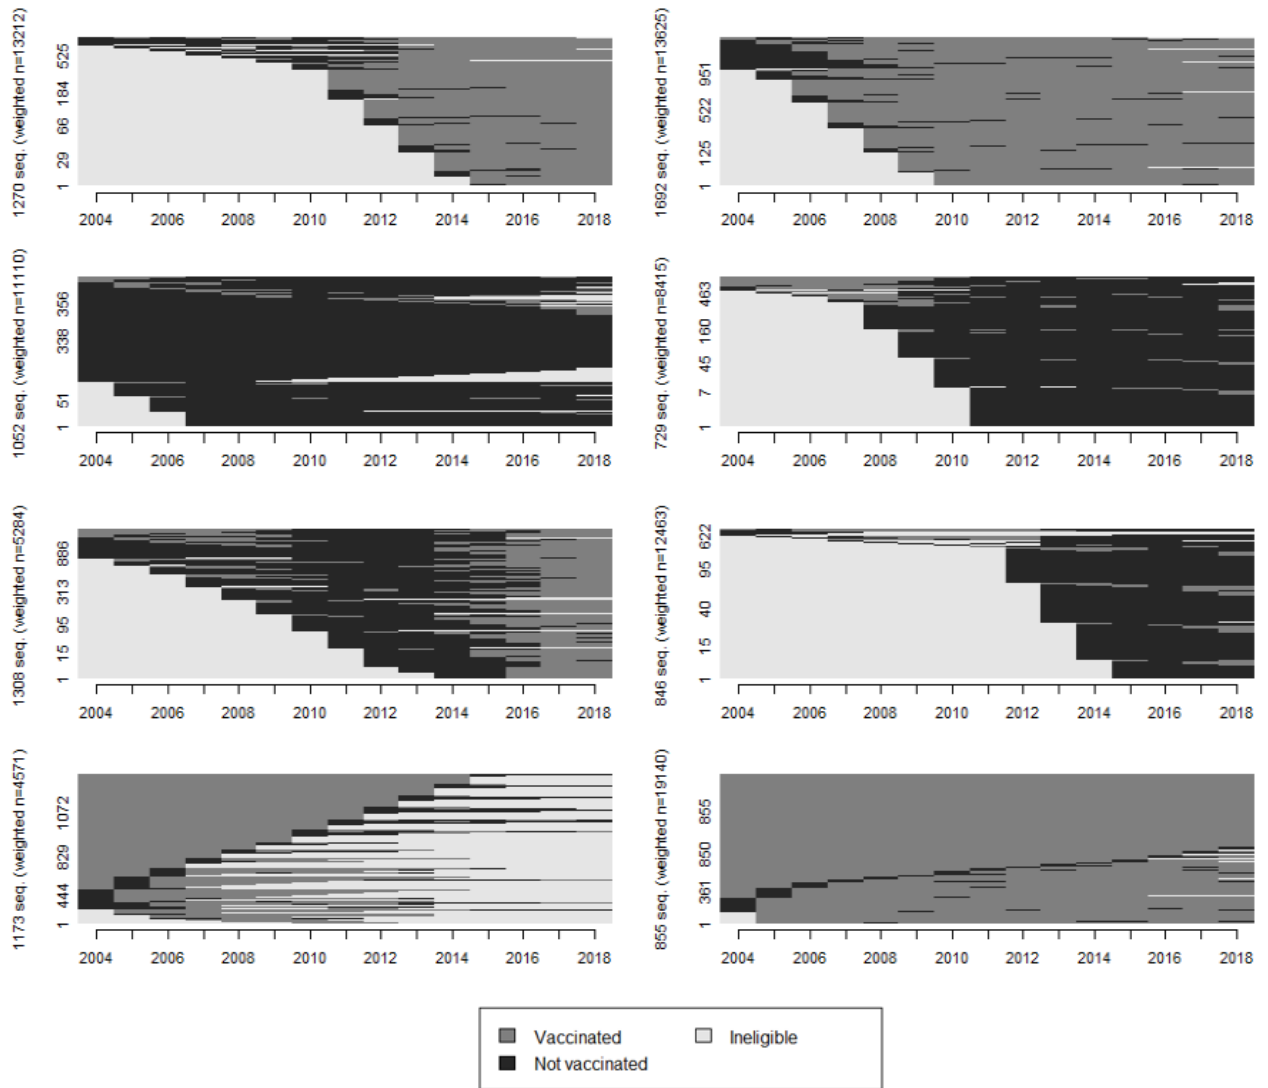 1270 seq. (weighted n=13212)
525
184
66
29
1
2004 2006 2008 2010 2012 2014 2016 2018
1692 seq. (weighted n=13625)
951
522
125
1
2004 2006 2008 2010 2012 2014 2016 2018
1052 seq. (weighted n=11110)
356
338
51
1
2004 2006 2008 2010 2012 2014 2016 2018
729 seq. (weighted n=8415)
463
160
45
7
1
2004 2006 2008 2010 2012 2014 2016 2018
1308 seq. (weighted n=5284)
886
313
95
15
1
2004 2006 2008 2010 2012 2014 2016 2018
846 seq. (weighted n=12463)
622
95
40
15
1
2004 2006 2008 2010 2012 2014 2016 2018
1173 seq. (weighted n=4571)
1072
829
444
1
2004 2006 2008 2010 2012 2014 2016 2018
855 seq. (weighted n=19140)
855
850
361
1
2004 2006 2008 2010 2012 2014 2016 2018
Vaccinated Ineligible
Not vaccinated